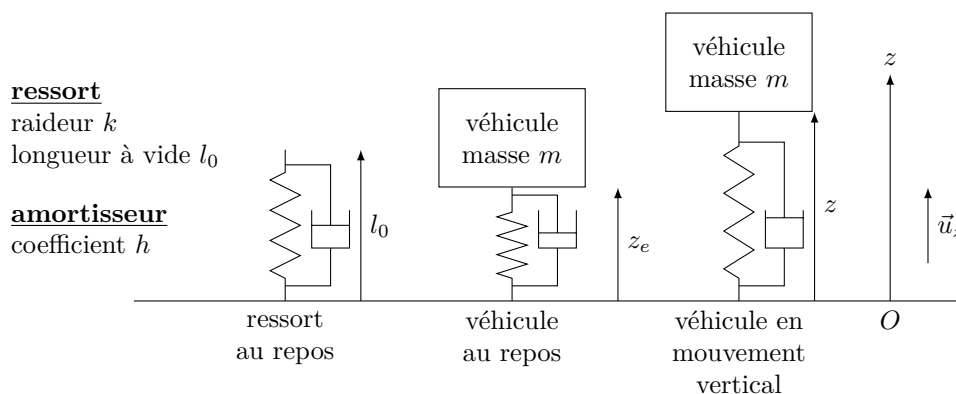 ressort
raideur k
longueur à vide l₀
amortisseur
coefficient h
l₀
ressort
au repos
véhicule
masse m
zₑ
véhicule
au repos
véhicule
masse m
z
véhicule en
mouvement
vertical
z
O
u⃗z